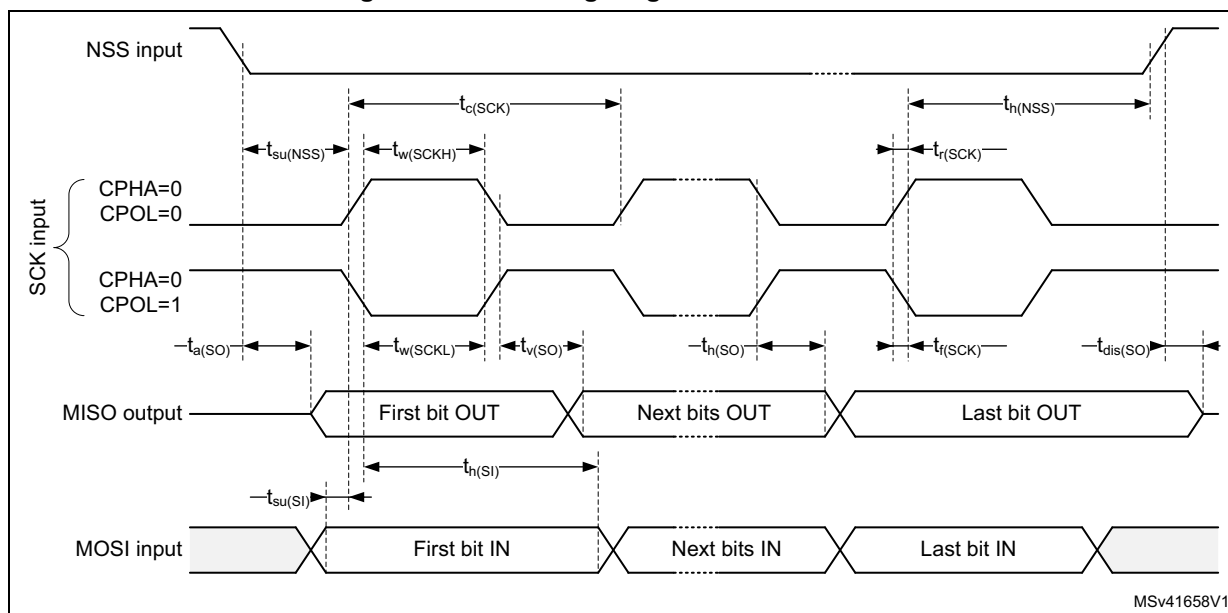 NSS input
tc(SCK)
th(NSS)
tsu(NSS)
tw(SCKH)
tr(SCK)
SCK input
CPHA=0
CPOL=0
CPHA=0
CPOL=1
ta(SO)
tw(SCKL)
tv(SO)
th(SO)
tf(SCK)
tdis(SO)
MISO output
First bit OUT
Next bits OUT
Last bit OUT
th(SI)
tsu(SI)
MOSI input
First bit IN
Next bits IN
Last bit IN
MSv41658V1